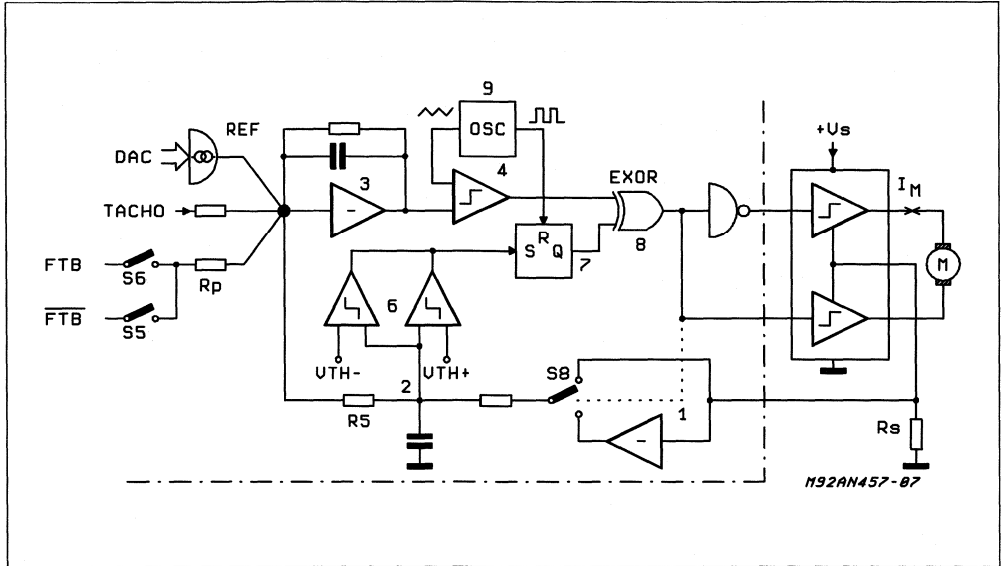 9
OSC
+Vs
REF
DAC
4
EXOR
3
I M
TACHO
R
S Q
7
8
M
FTB
S6
Rp
FTB
S5
6
VTH-
VTH+
S8
2
R5
1
Rs
M92AN457-07